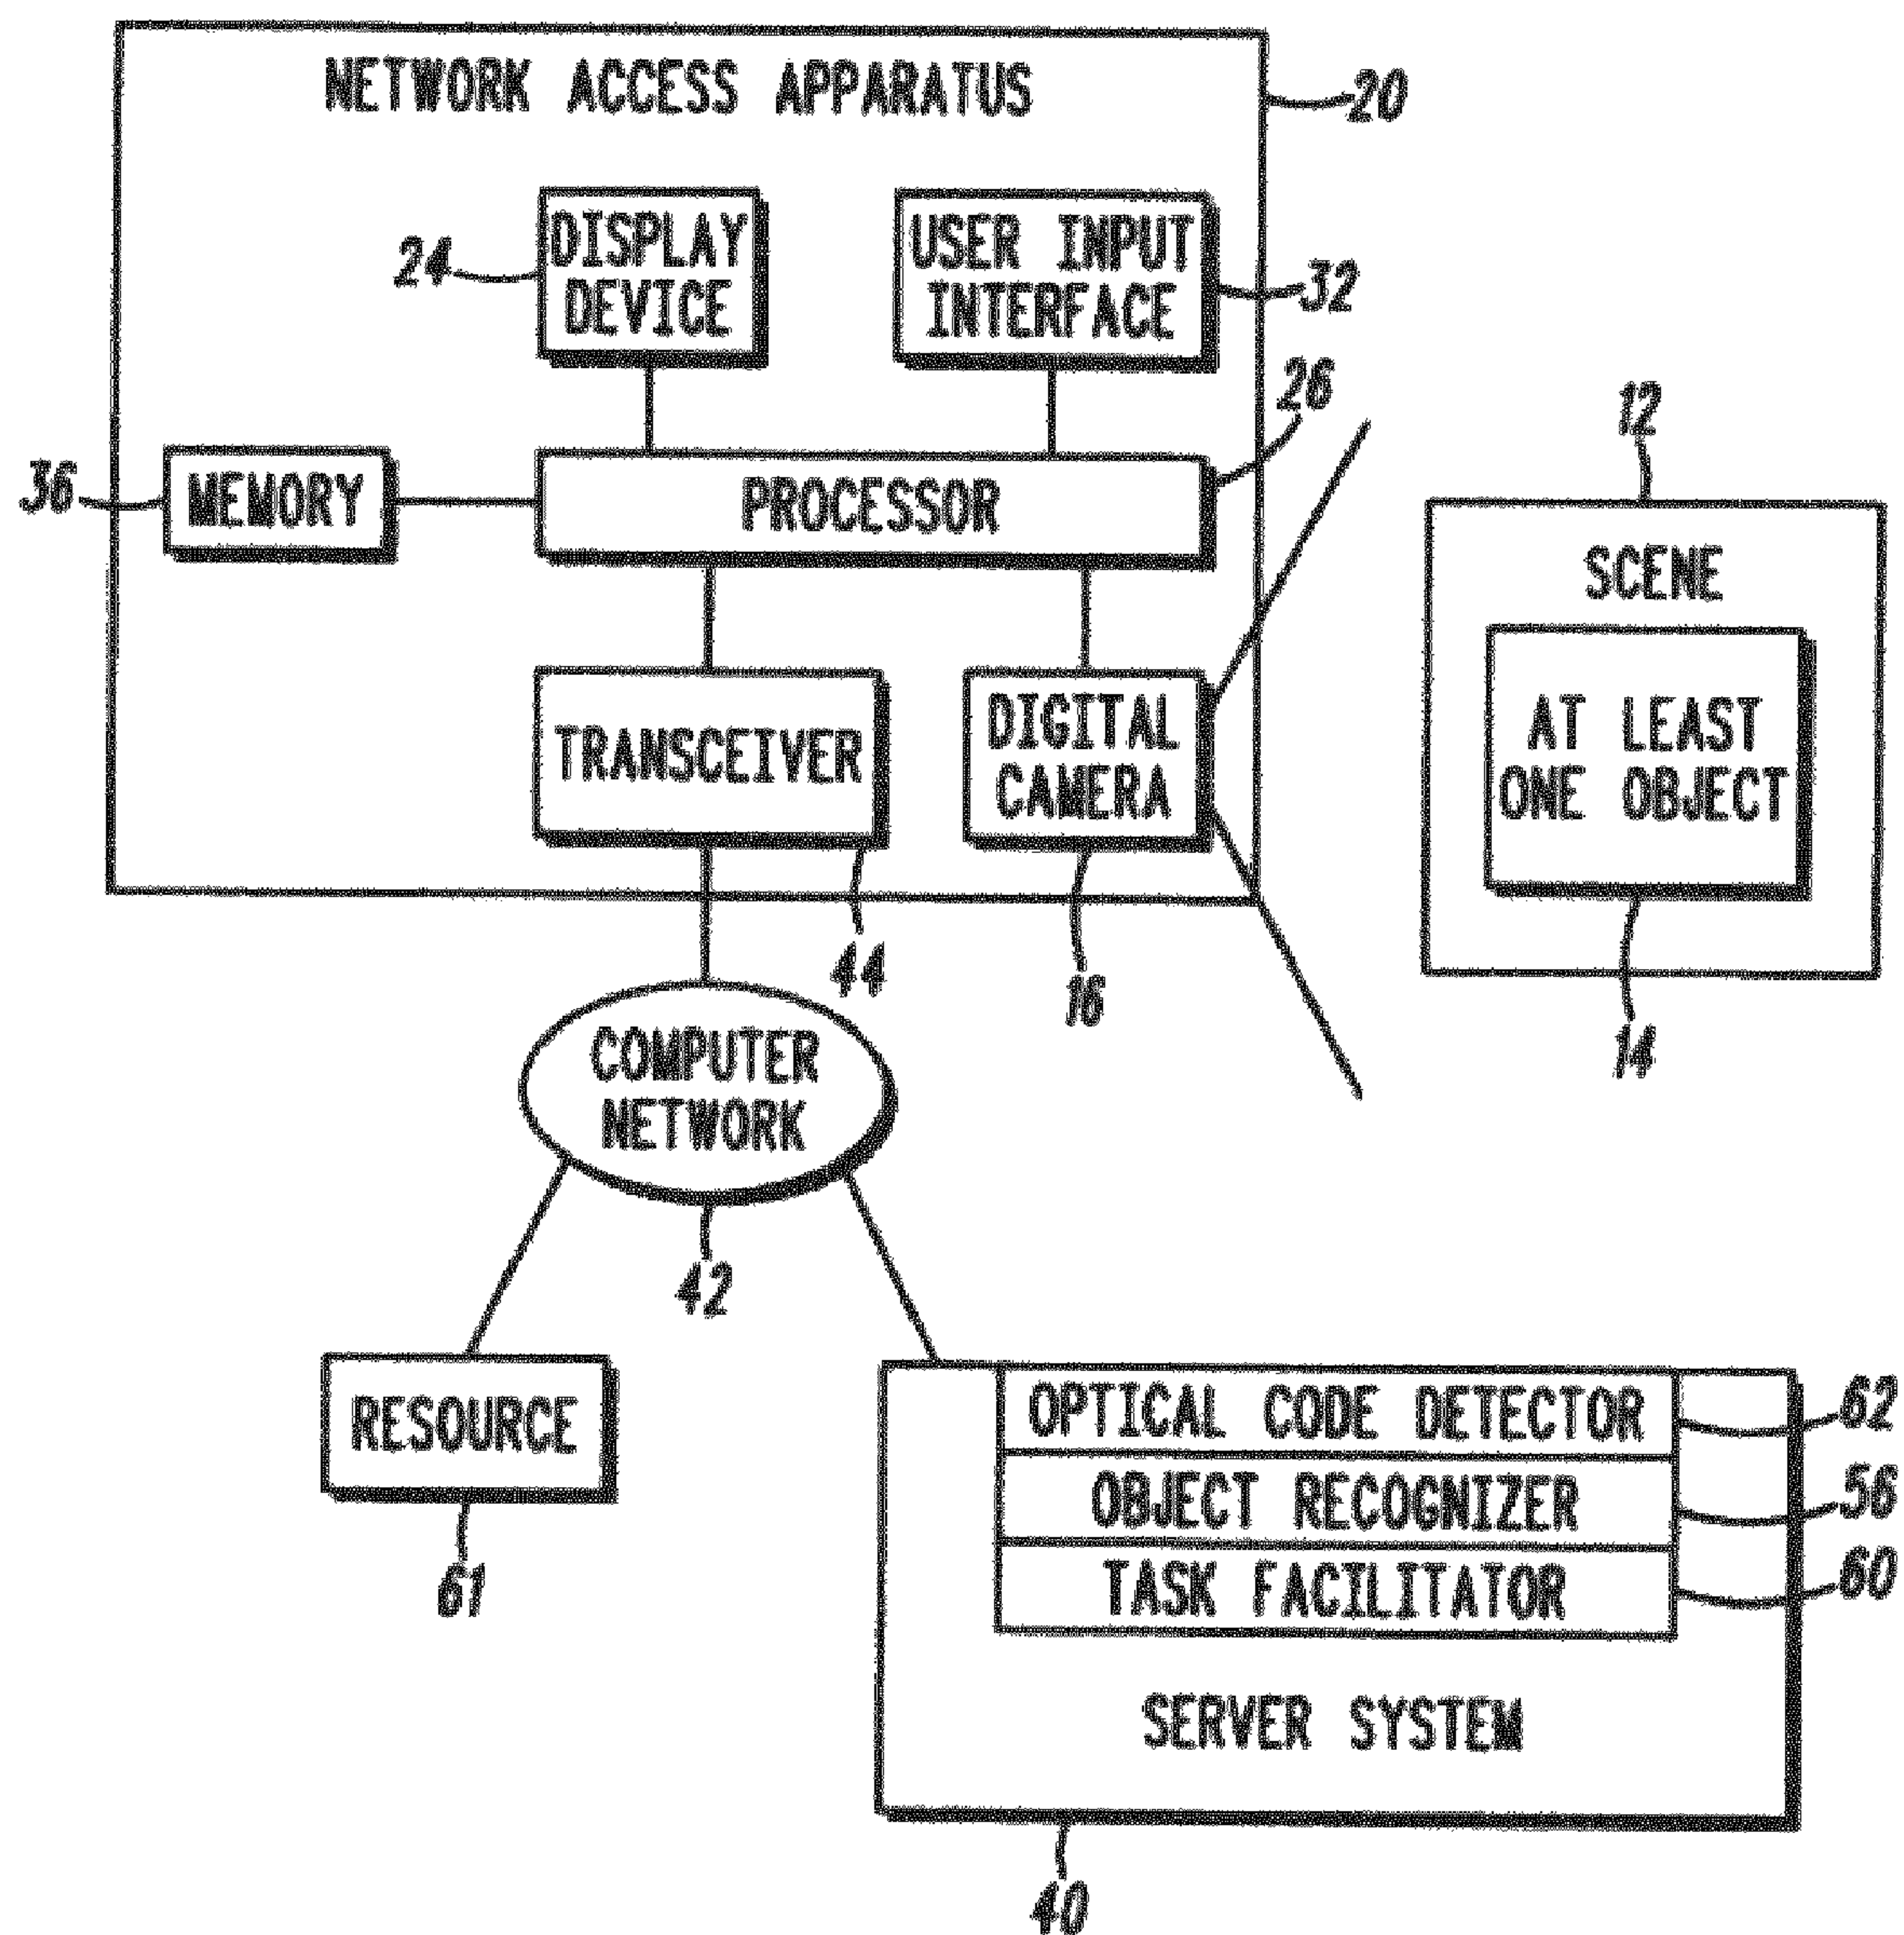 NETWORK ACCESS APPARATUS
20
DISPLAY
DEVICE
24
USER INPUT
INTERFACE
32
26
12
36
MEMORY
PROCESSOR
SCENE
AT LEAST
ONE OBJECT
14
TRANSCEIVER
DIGITAL
CAMERA
44
16
COMPUTER
NETWORK
42
RESOURCE
61
OPTICAL CODE DETECTOR
62
OBJECT RECOGNIZER
56
TASK FACILITATOR
60
SERVER SYSTEM
40